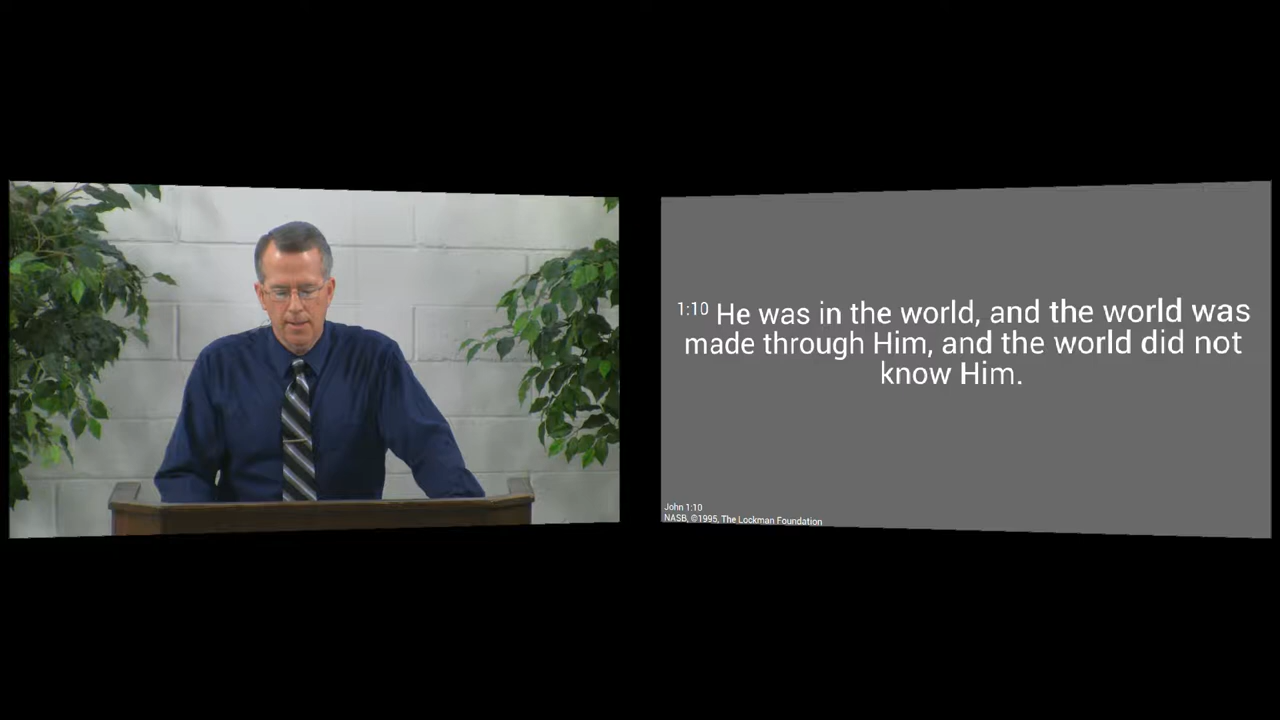 1:10 He was in the world, and the world was
made through Him, and the world did not
know Him.
John 1:10
NASB, ©1995, The Lockman Foundation